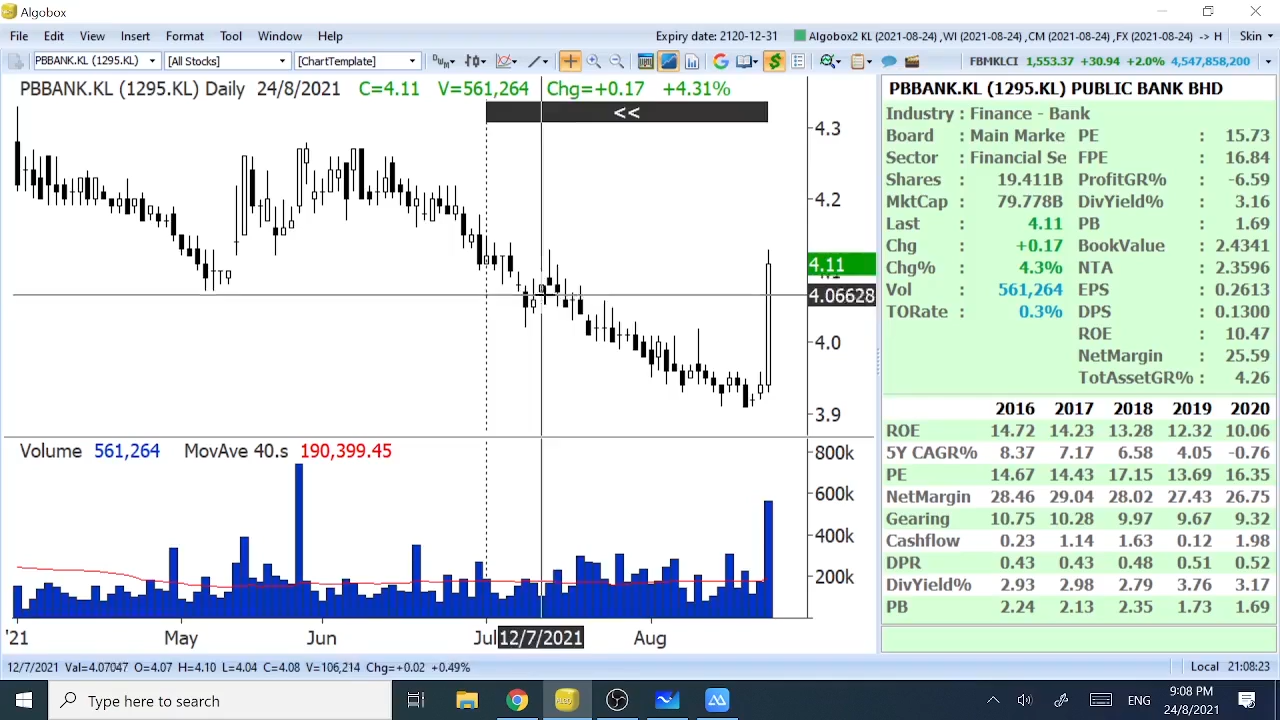 Algobox
File Edit View Insert Format Tool Window Help Expiry date: 2120-12-31 Algobox2 KL (2021-08-24) ,WI (2021-08-24) ,CM (2021-08-24) ,FX (2021-08-24) -> H Skin
PBBANK.KL (1295.KL) [All Stocks] [ChartTemplate] FBMKLCI 1,553.37 +30.94 +2.0% 4,547,858,200
PBBANK.KL (1295.KL) Daily 24/8/2021 C=4.11 V=561,264 Chg=+0.17 +4.31%
<<
4.3
4.2
4.11
4.06628
4.0
3.9
Volume 561,264 MovAve 40.s 190,399.45
800k
600k
400k
200k
'21 May Jun Jul 12/7/2021 Aug
PBBANK.KL (1295.KL) PUBLIC BANK BHD
Industry : Finance - Bank
Board : Main Marke PE : 15.73
Sector : Financial Se FPE : 16.84
Shares : 19.411B ProfitGR% : -6.59
MktCap : 79.778B DivYield% : 3.16
Last : 4.11 PB : 1.69
Chg : +0.17 BookValue : 2.4341
Chg% : 4.3% NTA : 2.3596
Vol : 561,264 EPS : 0.2613
TORate : 0.3% DPS : 0.1300
ROE : 10.47
NetMargin : 25.59
TotAssetGR% : 4.26
2016 2017 2018 2019 2020
ROE 14.72 14.23 13.28 12.32 10.06
5Y CAGR% 8.37 7.17 6.58 4.05 -0.76
PE 14.67 14.43 17.15 13.69 16.35
NetMargin 28.46 29.04 28.02 27.43 26.75
Gearing 10.75 10.28 9.97 9.67 9.32
Cashflow 0.23 1.14 1.63 0.12 1.98
DPR 0.43 0.43 0.48 0.51 0.52
DivYield% 2.93 2.98 2.79 3.76 3.17
PB 2.24 2.13 2.35 1.73 1.69
12/7/2021 Val=4.07047 O=4.07 H=4.10 L=4.04 C=4.08 V=106,214 Chg=+0.02 +0.49% Local 21:08:23
Type here to search ENG 9:08 PM
24/8/2021